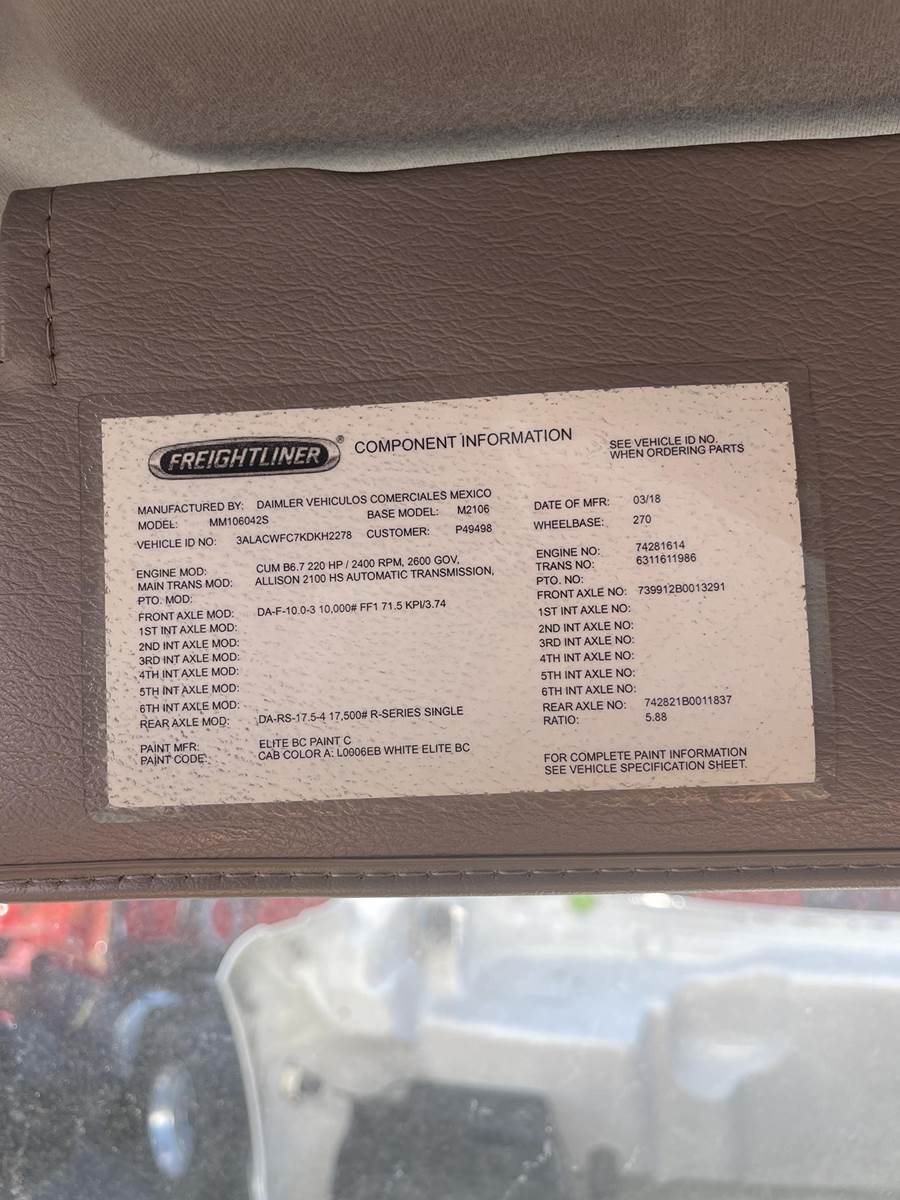 FREIGHTLINER® COMPONENT INFORMATION SEE VEHICLE ID NO.
WHEN ORDERING PARTS
MANUFACTURED BY: DAIMLER VEHICULOS COMERCIALES MEXICO DATE OF MFR: 03/18
MODEL: MM106042S BASE MODEL: M2106 WHEELBASE: 270
VEHICLE ID NO: 3ALACWFC7KDKH2278 CUSTOMER: P49498
ENGINE MOD: CUM B6.7 220 HP / 2400 RPM, 2600 GOV, ENGINE NO: 74281614
MAIN TRANS MOD: ALLISON 2100 HS AUTOMATIC TRANSMISSION, TRANS NO: 6311611986
PTO. MOD: PTO. NO:
FRONT AXLE MOD: DA-F-10.0-3 10,000# FF1 71.5 KPI/3.74 FRONT AXLE NO: 739912B0013291
1ST INT AXLE MOD: 1ST INT AXLE NO:
2ND INT AXLE MOD: 2ND INT AXLE NO:
3RD INT AXLE MOD: 3RD INT AXLE NO:
4TH INT AXLE MOD: 4TH INT AXLE NO:
5TH INT AXLE MOD: 5TH INT AXLE NO:
6TH INT AXLE MOD: 6TH INT AXLE NO:
REAR AXLE MOD: DA-RS-17.5-4 17,500# R-SERIES SINGLE REAR AXLE NO: 742821B0011837
RATIO: 5.88
PAINT MFR: ELITE BC PAINT C
PAINT CODE: CAB COLOR A: L0006EB WHITE ELITE BC
FOR COMPLETE PAINT INFORMATION
SEE VEHICLE SPECIFICATION SHEET.